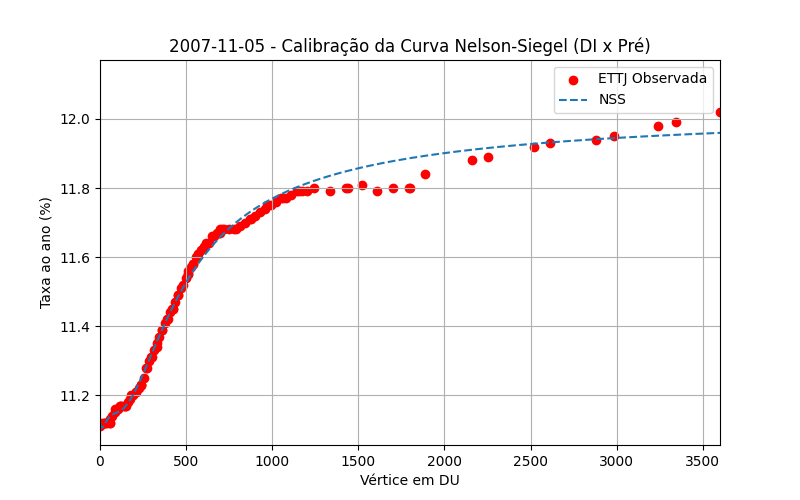 2007-11-05 - Calibração da Curva Nelson-Siegel (DI x Pré)
ETTJ Observada
NSS
Taxa ao ano (%)
12.0
11.8
11.6
11.4
11.2
0 500 1000 1500 2000 2500 3000 3500
Vértice em DU